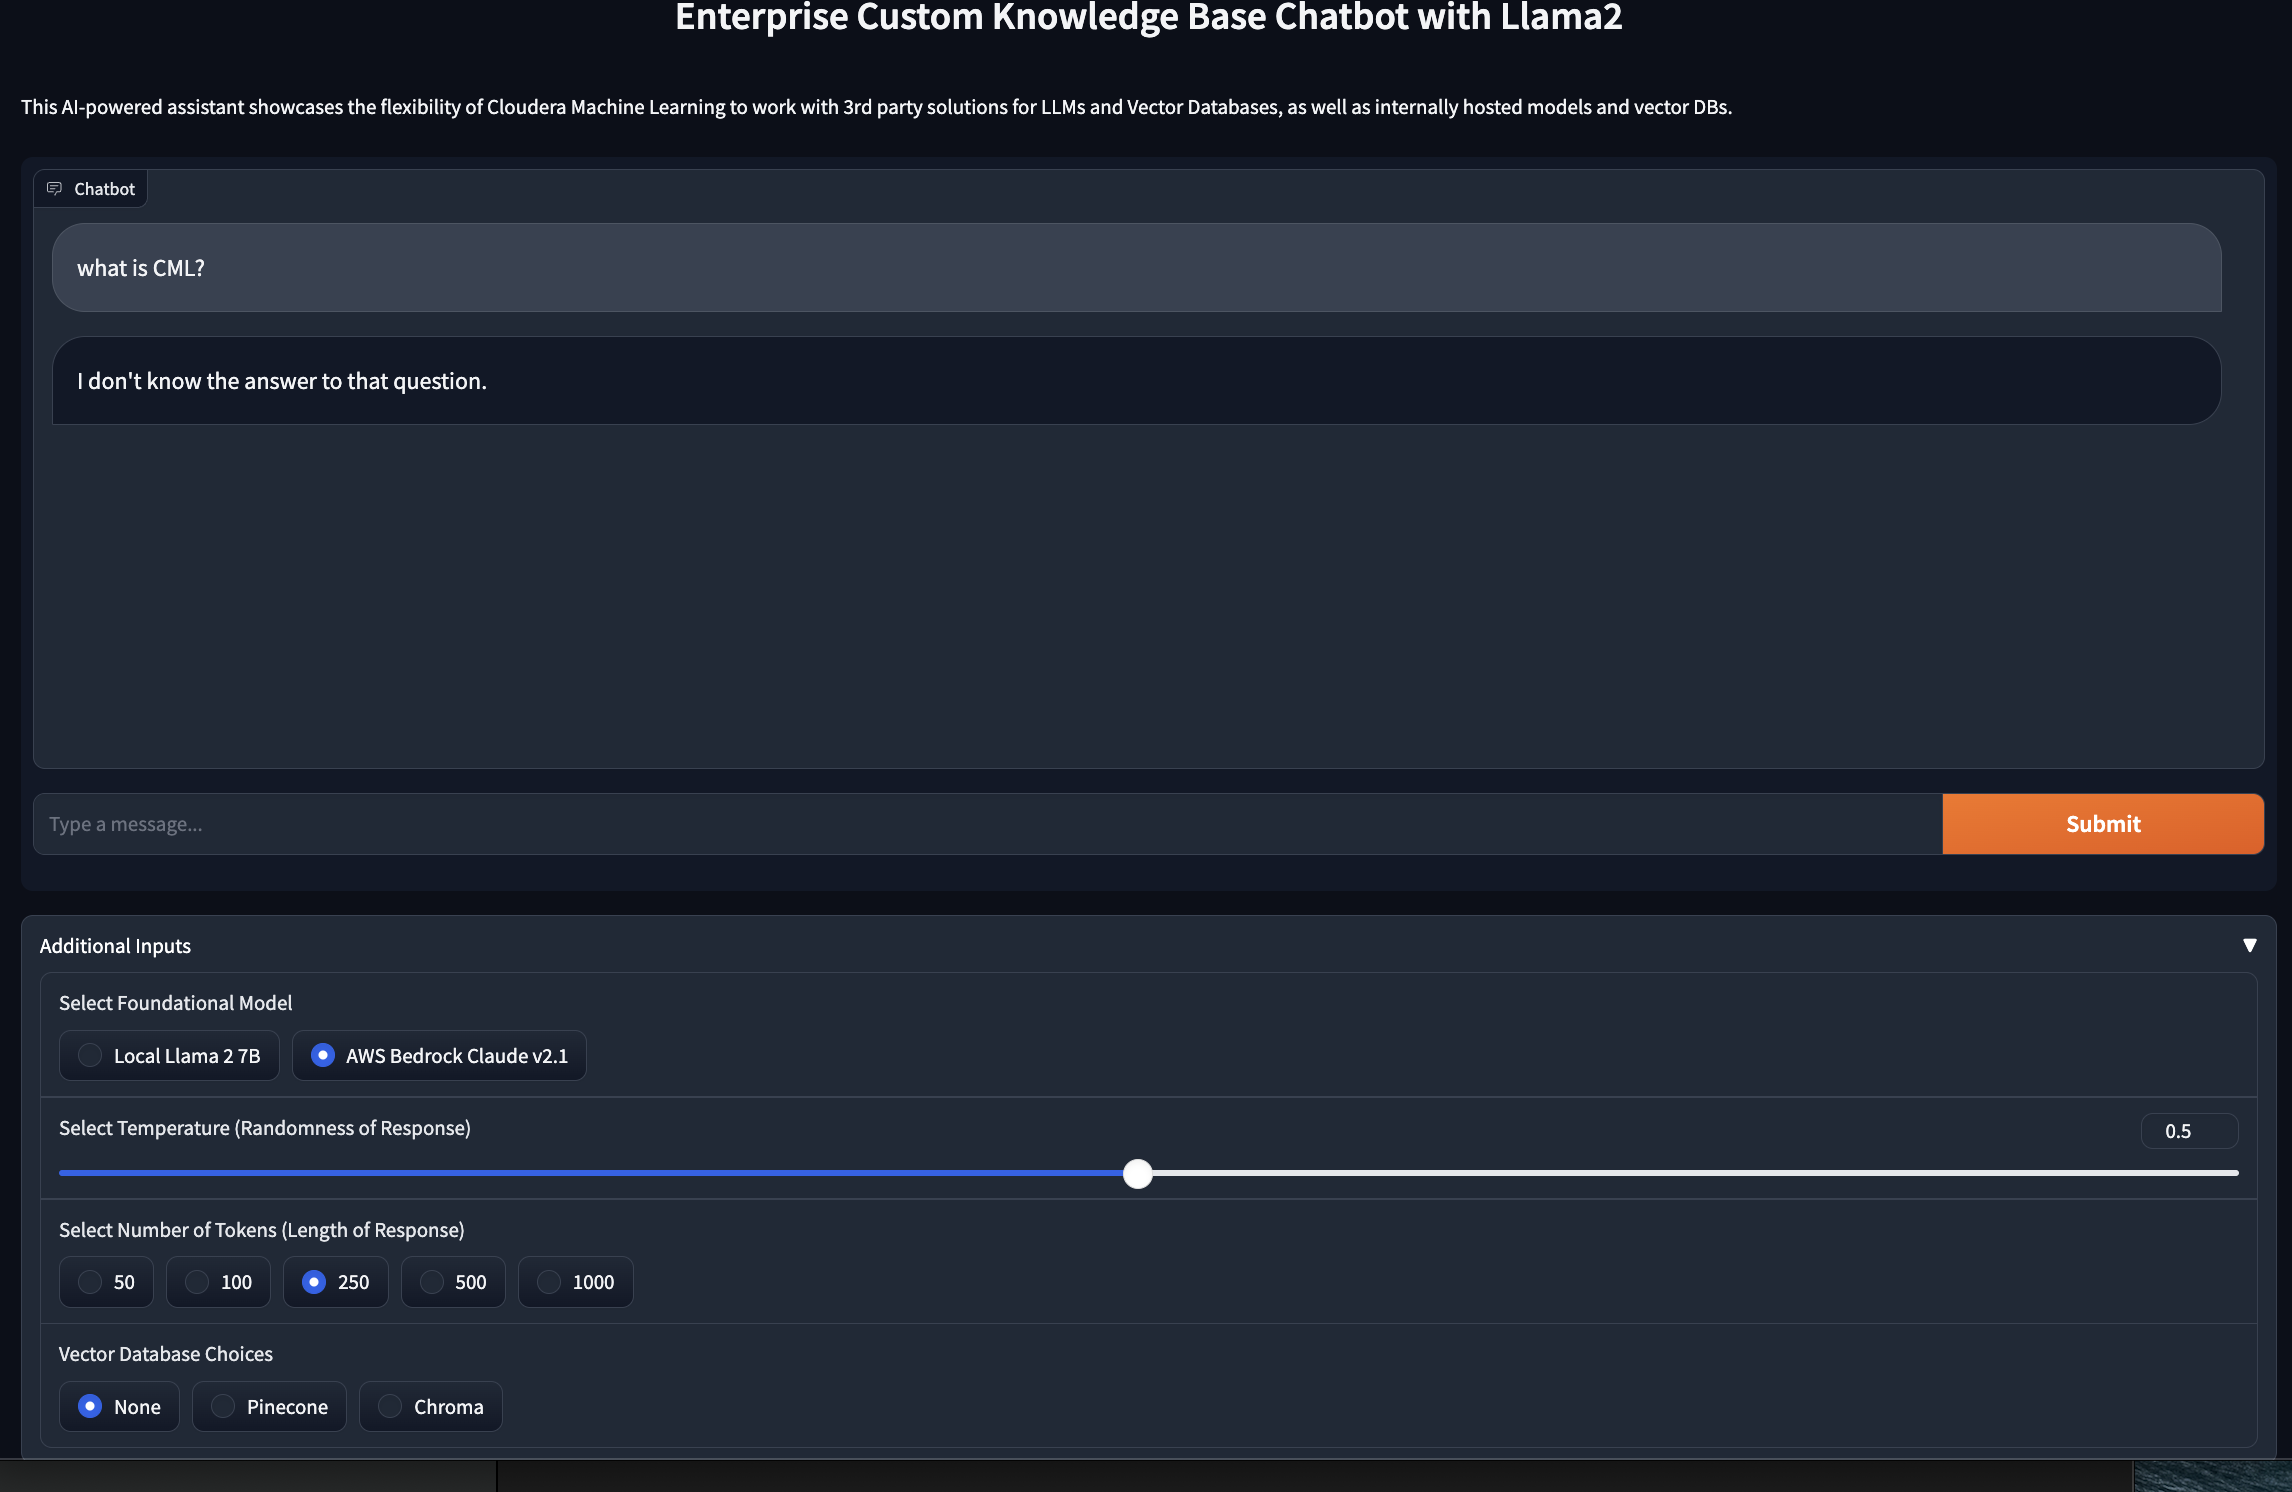 Enterprise Custom Knowledge Base Chatbot with Llama2
This AI-powered assistant showcases the flexibility of Cloudera Machine Learning to work with 3rd party solutions for LLMs and Vector Databases, as well as internally hosted models and vector DBs.
Chatbot
what is CML?
I don't know the answer to that question.
Type a message...
Submit
Additional Inputs
Select Foundational Model
Local Llama 2 7B
AWS Bedrock Claude v2.1
Select Temperature (Randomness of Response)
0.5
Select Number of Tokens (Length of Response)
50
100
250
500
1000
Vector Database Choices
None
Pinecone
Chroma